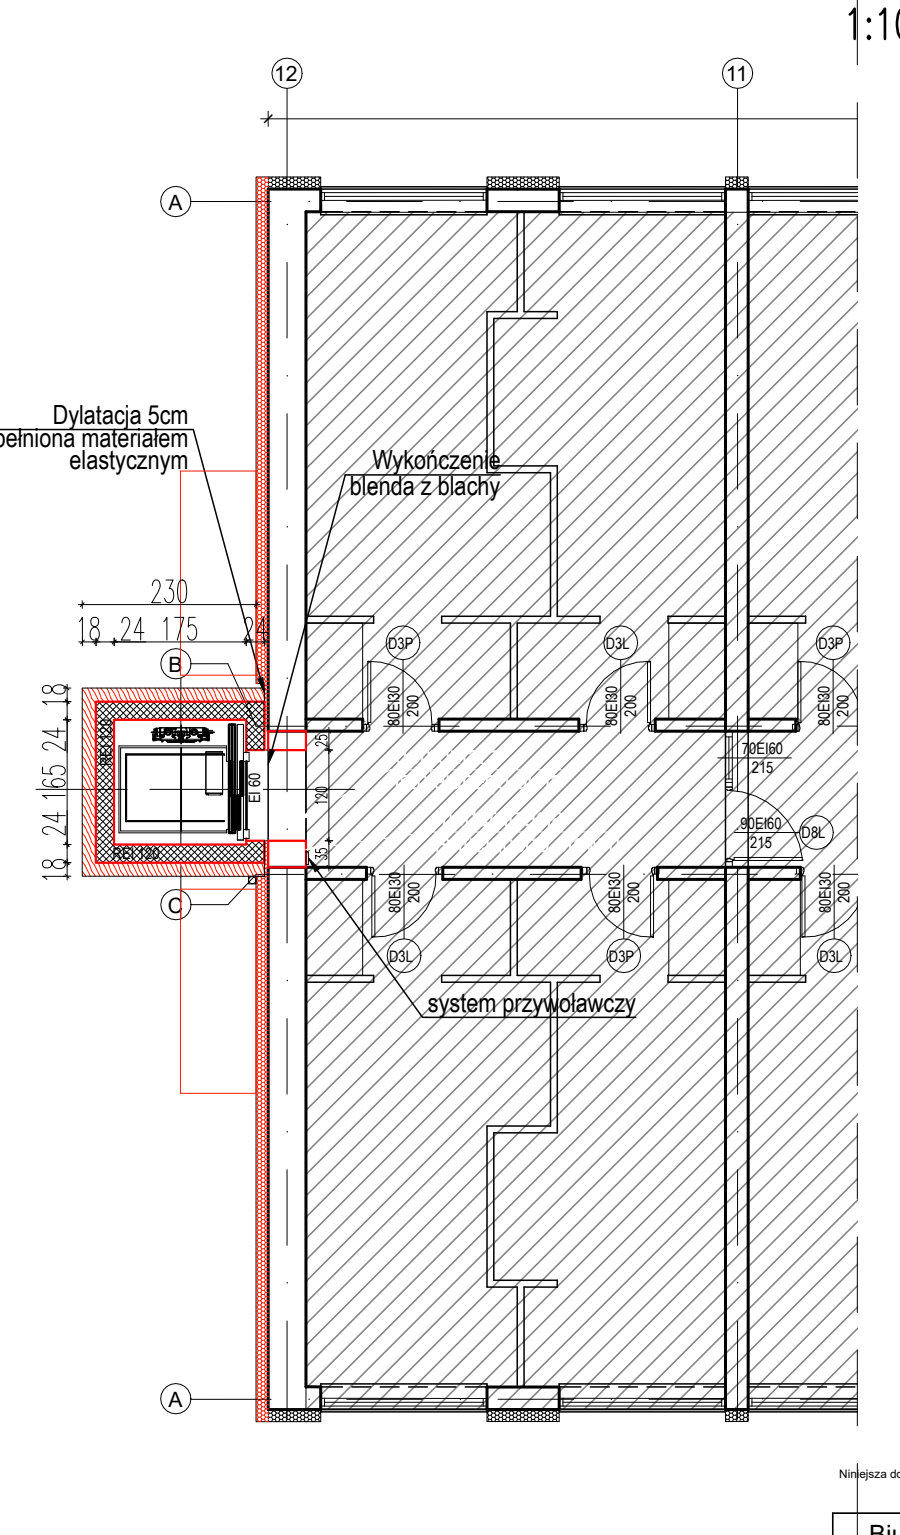 1:10
12
11
A
Dylatacja 5cm
pełniona materiałem
elastycznym
Wykończenie
blenda z blachy
230
18 24 175 24
B
D3P
D3L
D3P
80EI30
200
80EI30
200
80EI30
200
18 24 165 24 18
REI 120
EI 60
25
120
35
70EI60
215
90EI60
215
D8L
REI 120
C
80EI30
200
80EI30
200
80EI30
200
D3L
D3P
D3L
system przywoławczy
A
Niniejsza do
Biu